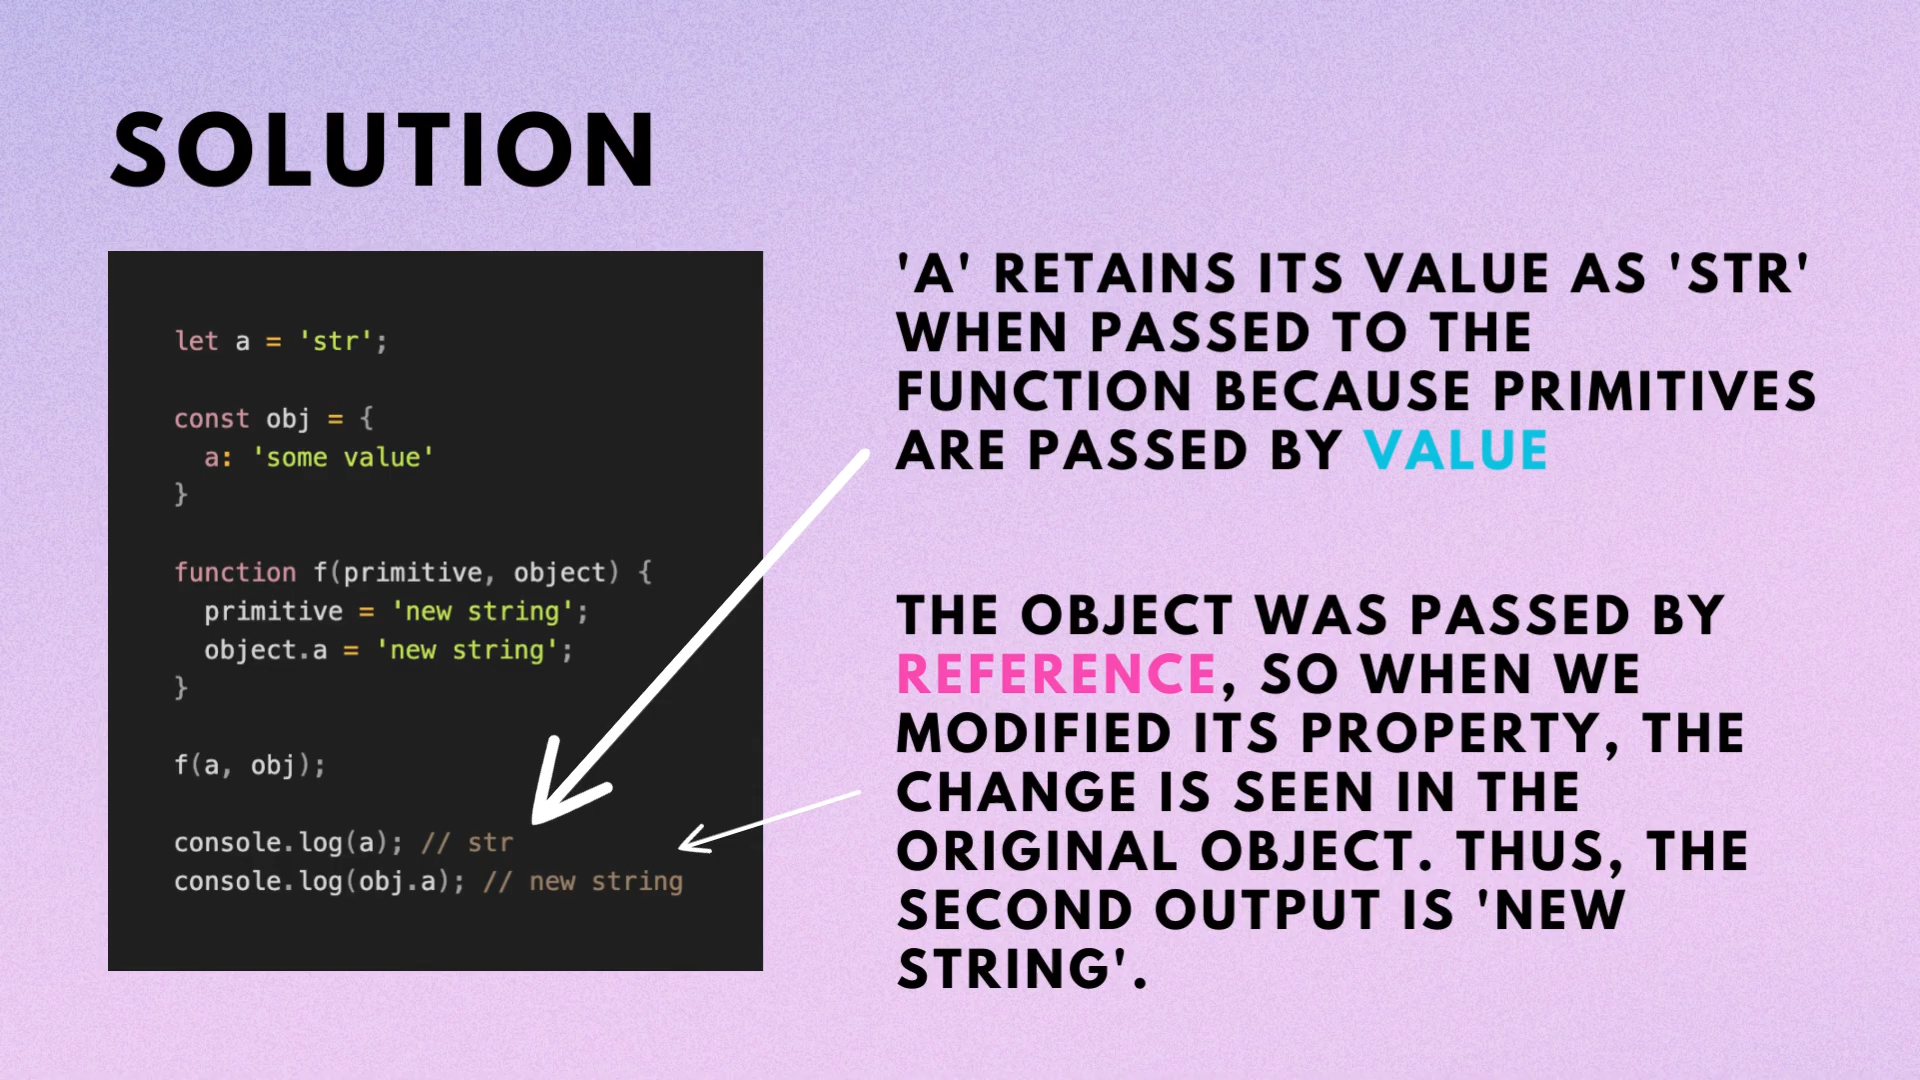 SOLUTION
let a = 'str';
const obj = {
  a: 'some value'
}
function f(primitive, object) {
  primitive = 'new string';
  object.a = 'new string';
}
f(a, obj);
console.log(a); // str
console.log(obj.a); // new string
'A' RETAINS ITS VALUE AS 'STR'
WHEN PASSED TO THE
FUNCTION BECAUSE PRIMITIVES
ARE PASSED BY VALUE
THE OBJECT WAS PASSED BY
REFERENCE, SO WHEN WE
MODIFIED ITS PROPERTY, THE
CHANGE IS SEEN IN THE
ORIGINAL OBJECT. THUS, THE
SECOND OUTPUT IS 'NEW
STRING'.